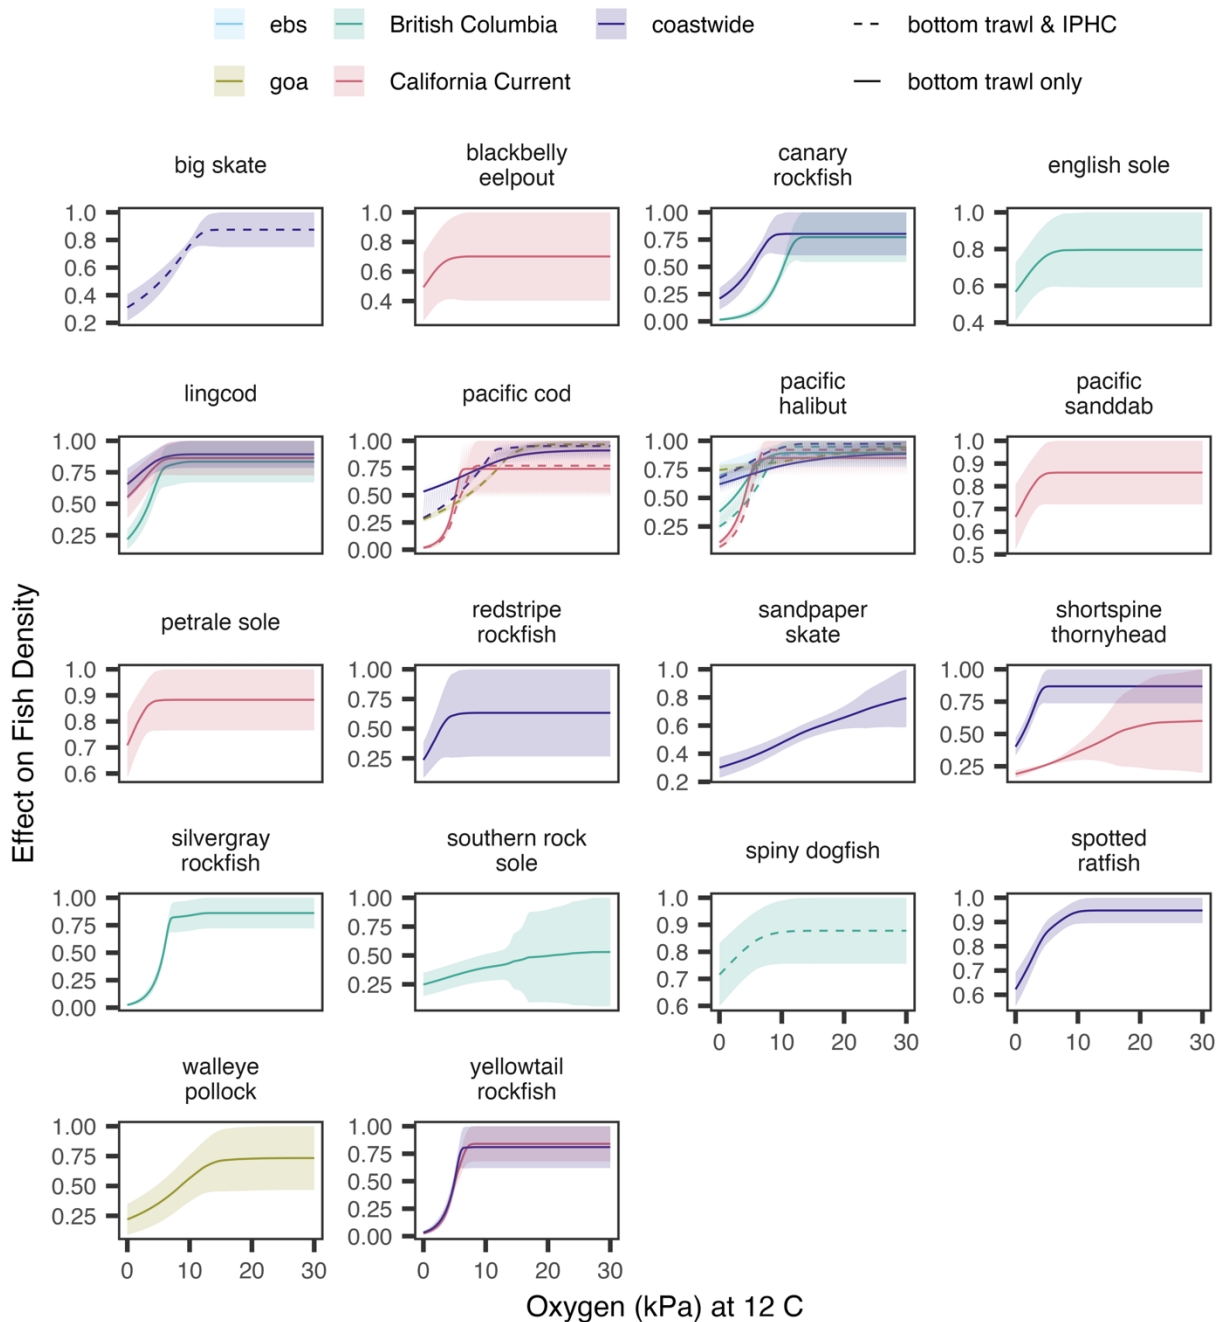 ebs British Columbia coastwide bottom trawl & IPHC
goa California Current bottom trawl only
big skate
blackbelly
eelpout
canary
rockfish
english sole
1.0 0.8 0.6 0.4 0.2
1.0 0.8 0.6 0.4
1.00 0.75 0.50 0.25 0.00
1.0 0.8 0.6 0.4
lingcod
pacific cod
pacific
halibut
pacific
sanddab
1.00 0.75 0.50 0.25
1.00 0.75 0.50 0.25 0.00
1.00 0.75 0.50 0.25
1.0 0.9 0.8 0.7 0.6 0.5
Effect on Fish Density
petrale sole
redstripe
rockfish
sandpaper
skate
shortspine
thornyhead
1.0 0.9 0.8 0.7 0.6
1.00 0.75 0.50 0.25
1.0 0.8 0.6 0.4 0.2
1.00 0.75 0.50 0.25
silvergray
rockfish
southern rock
sole
spiny dogfish
spotted
ratfish
1.00 0.75 0.50 0.25 0.00
1.00 0.75 0.50 0.25
1.0 0.9 0.8 0.7 0.6
1.0 0.9 0.8 0.7 0.6
0 10 20 30
0 10 20 30
walleye
pollock
yellowtail
rockfish
1.00 0.75 0.50 0.25
1.00 0.75 0.50 0.25 0.00
0 10 20 30
0 10 20 30
Oxygen (kPa) at 12 C